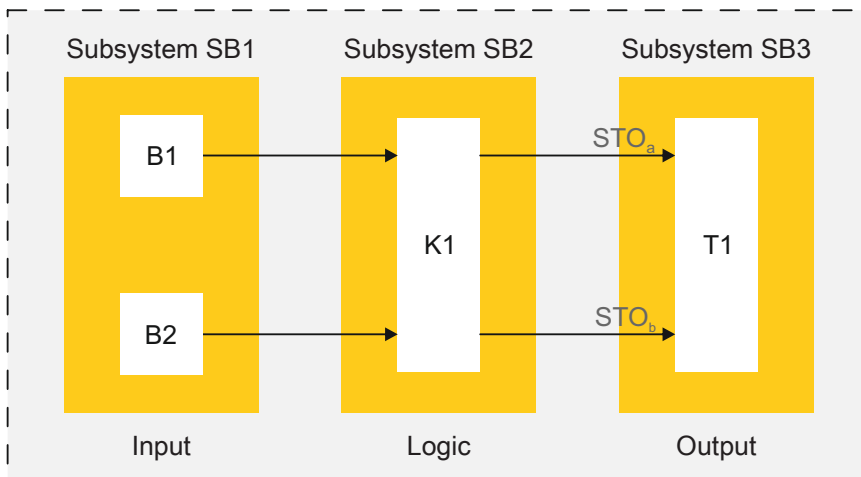 Subsystem SB1 Subsystem SB2 Subsystem SB3
B1
STOa
K1
T1
B2
STOb
Input Logic Output